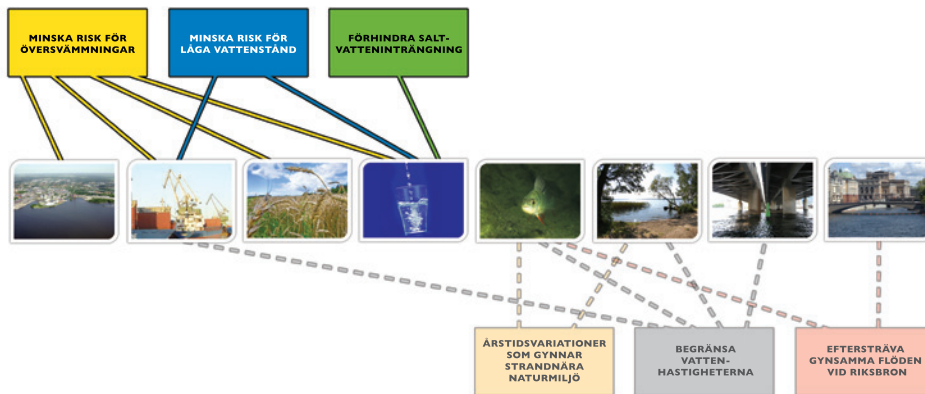 MINSKA RISK FÖR
ÖVERSVÄMMNINGAR
MINSKA RISK FÖR
LÅGA VATTENSTÅND
FÖRHINDRA SALT-
VATTENINTRÄNGNING
ÅRSTIDSVARIATIONER
SOM GYNNAR
STRANDNÄRA
NATURMILJÖ
BEGRÄNSA
VATTEN-
HASTIGHETERNA
EFTERSTRÄVA
GYNSAMMA FLÖDEN
VID RIKSBRON